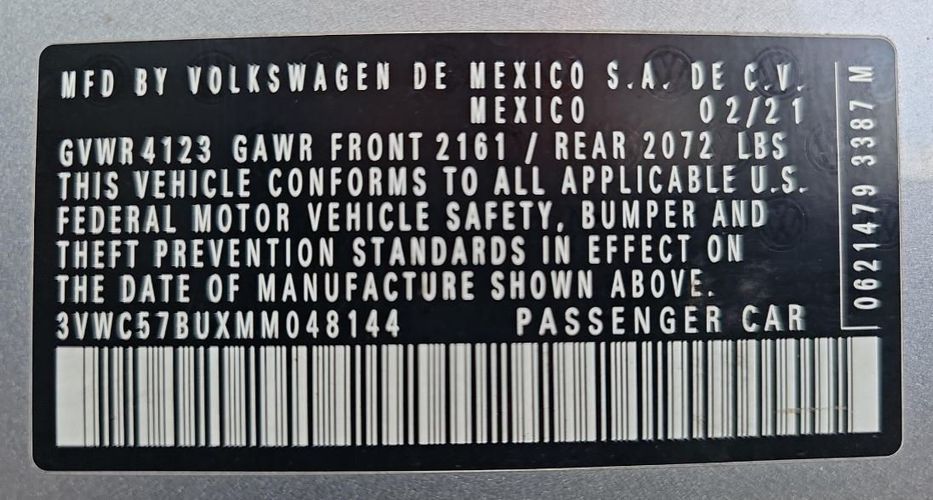 MFD BY VOLKSWAGEN DE MEXICO S.A. DE C.V.
MEXICO 02/21
GVWR 4123 GAWR FRONT 2161 / REAR 2072 LBS
THIS VEHICLE CONFORMS TO ALL APPLICABLE U.S.
FEDERAL MOTOR VEHICLE SAFETY, BUMPER AND
THEFT PREVENTION STANDARDS IN EFFECT ON
THE DATE OF MANUFACTURE SHOWN ABOVE.
3VWC57BUXMM048144 PASSENGER CAR
0621479 3387 M